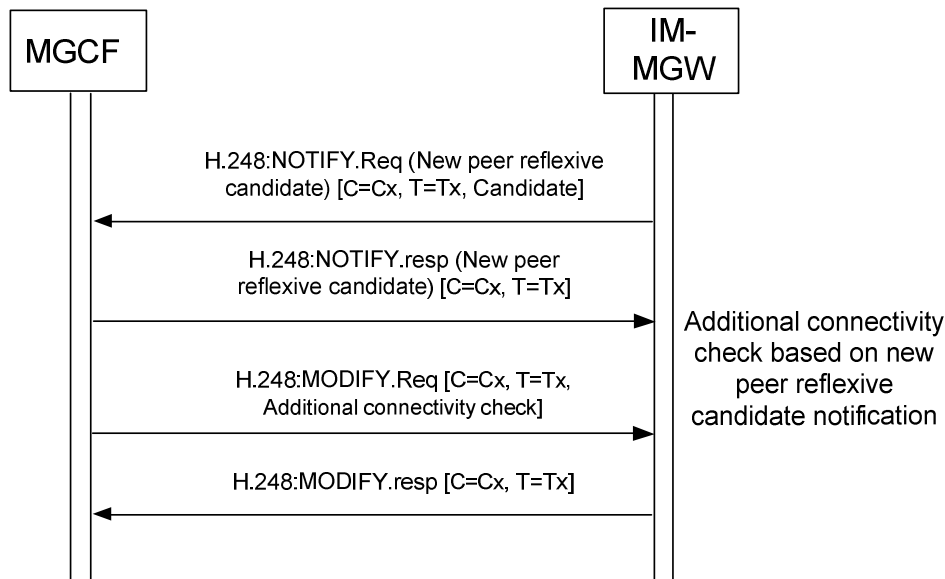 MGCF
IM-
MGW
H.248:NOTIFY.Req (New peer reflexive
candidate) [C=Cx, T=Tx, Candidate]
H.248:NOTIFY.resp (New peer
reflexive candidate) [C=Cx, T=Tx]
H.248:MODIFY.Req [C=Cx, T=Tx,
Additional connectivity check]
H.248:MODIFY.resp [C=Cx, T=Tx]
Additional connectivity
check based on new
peer reflexive
candidate notification